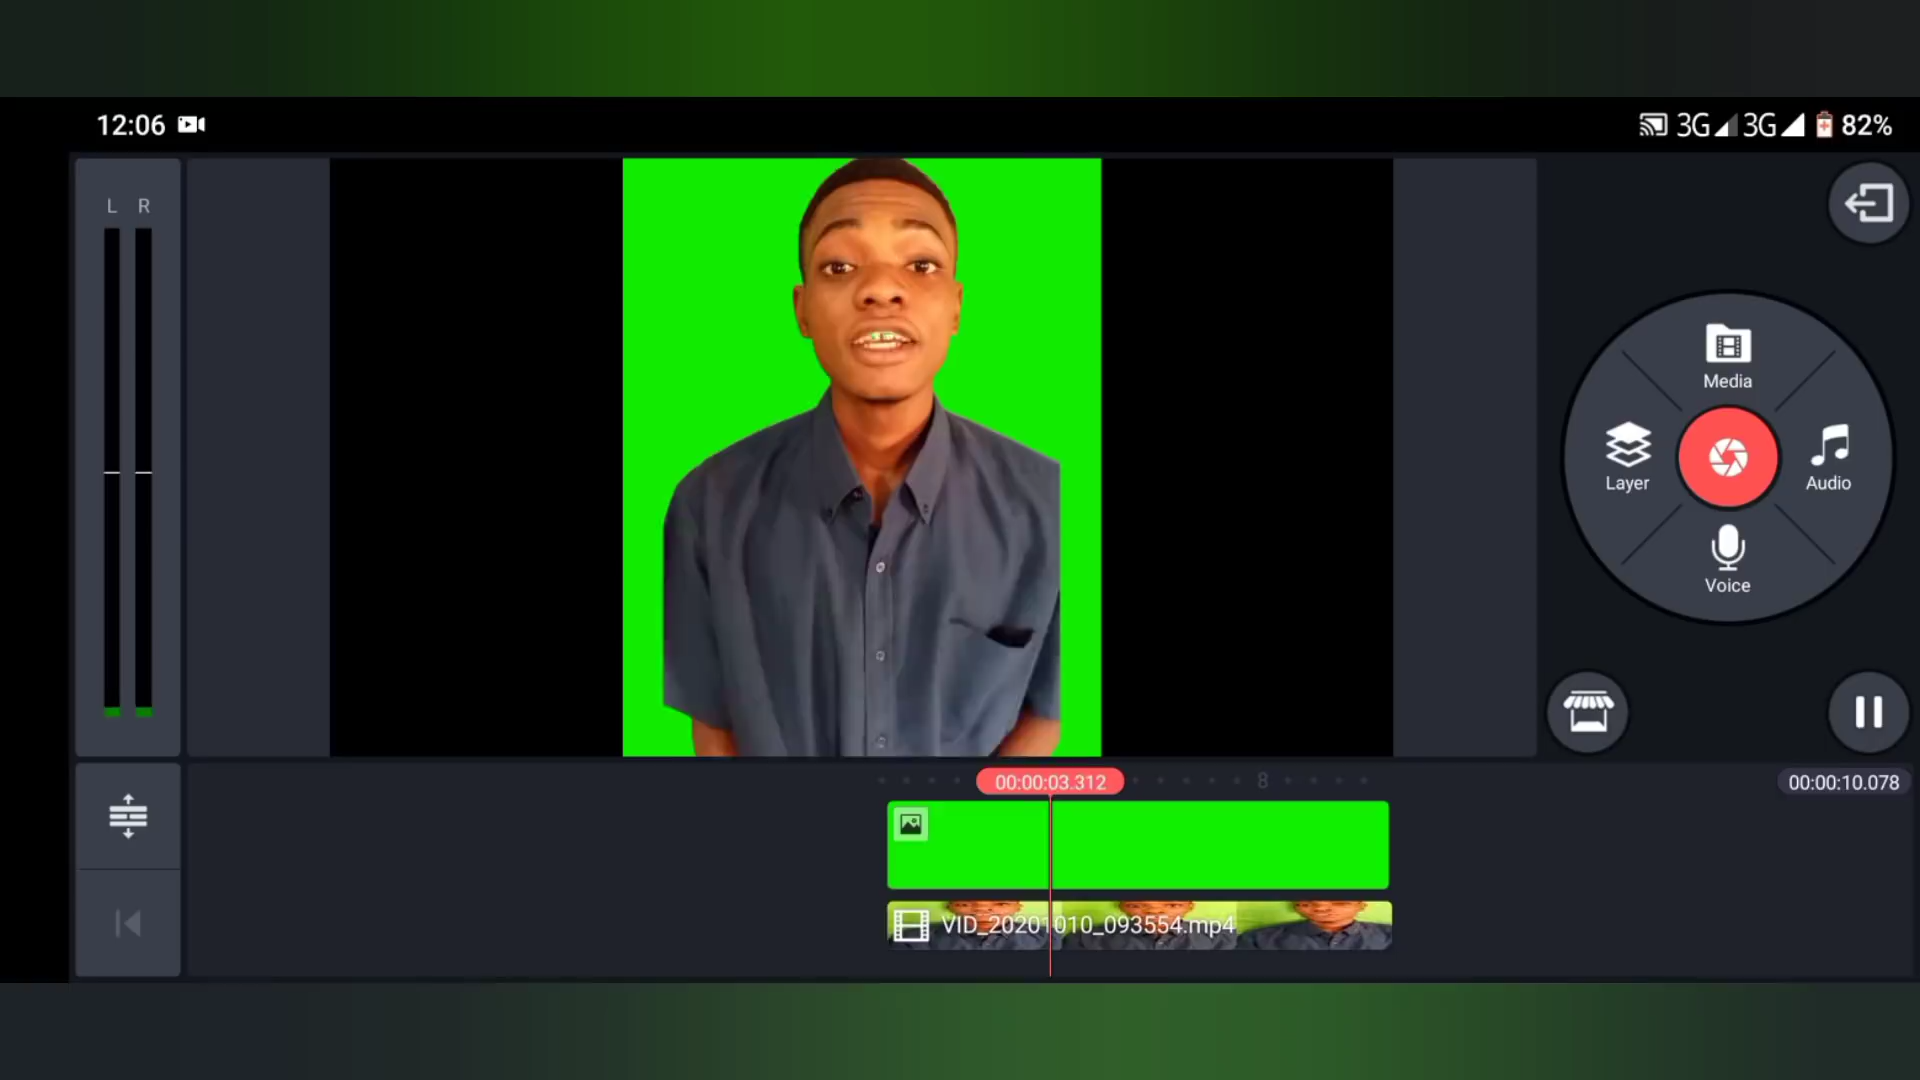 12:06
3G 3G 82%
L R
Media
Layer
Audio
Voice
00:00:03.312
8
00:00:10.078
VID_20201010_093554.mp4